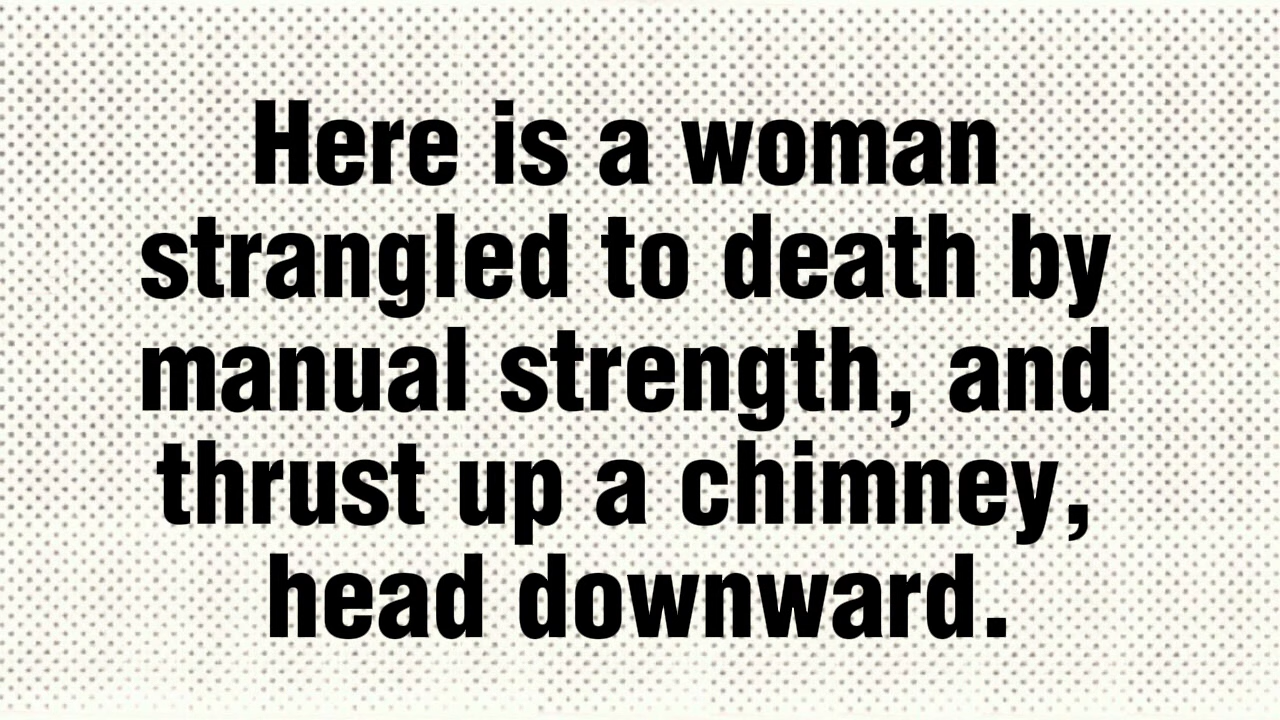 Here is a woman
strangled to death by
manual strength, and
thrust up a chimney,
head downward.